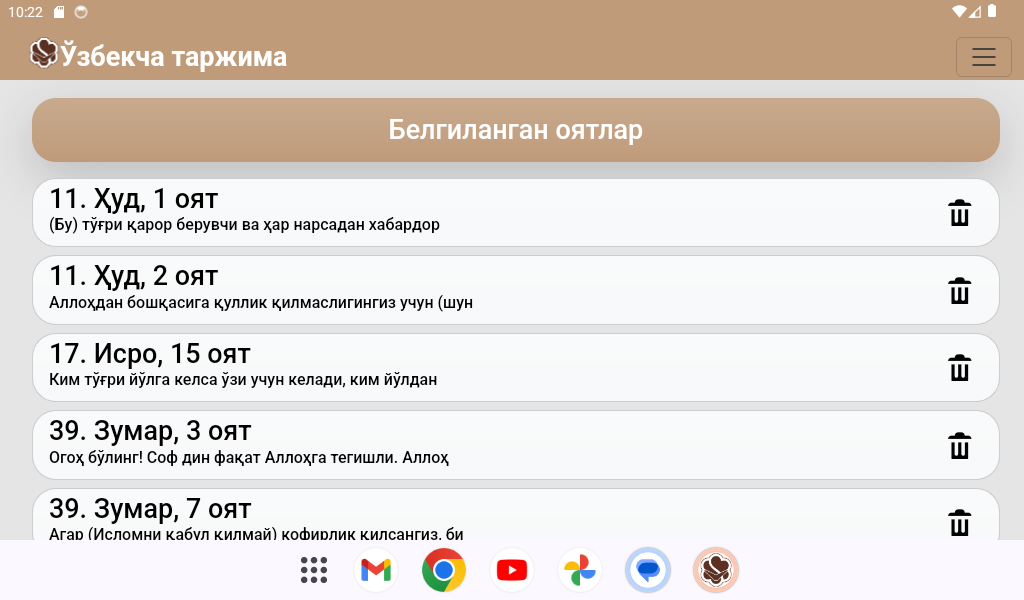 10:22
Ўзбекча таржима
Белгиланган оятлар
11. Ҳуд, 1 оят
(Бу) тўғри қарор берувчи ва ҳар нарсадан хабардор
11. Ҳуд, 2 оят
Аллоҳдан бошқасига қуллик қилмаслигингиз учун (шун
17. Исро, 15 оят
Ким тўғри йўлга келса ўзи учун келади, ким йўлдан
39. Зумар, 3 оят
Огоҳ бўлинг! Соф дин фақат Аллоҳга тегишли. Аллоҳ
39. Зумар, 7 оят
Агар (Исломни қабул қилмай) кофирлик қилсангиз, би